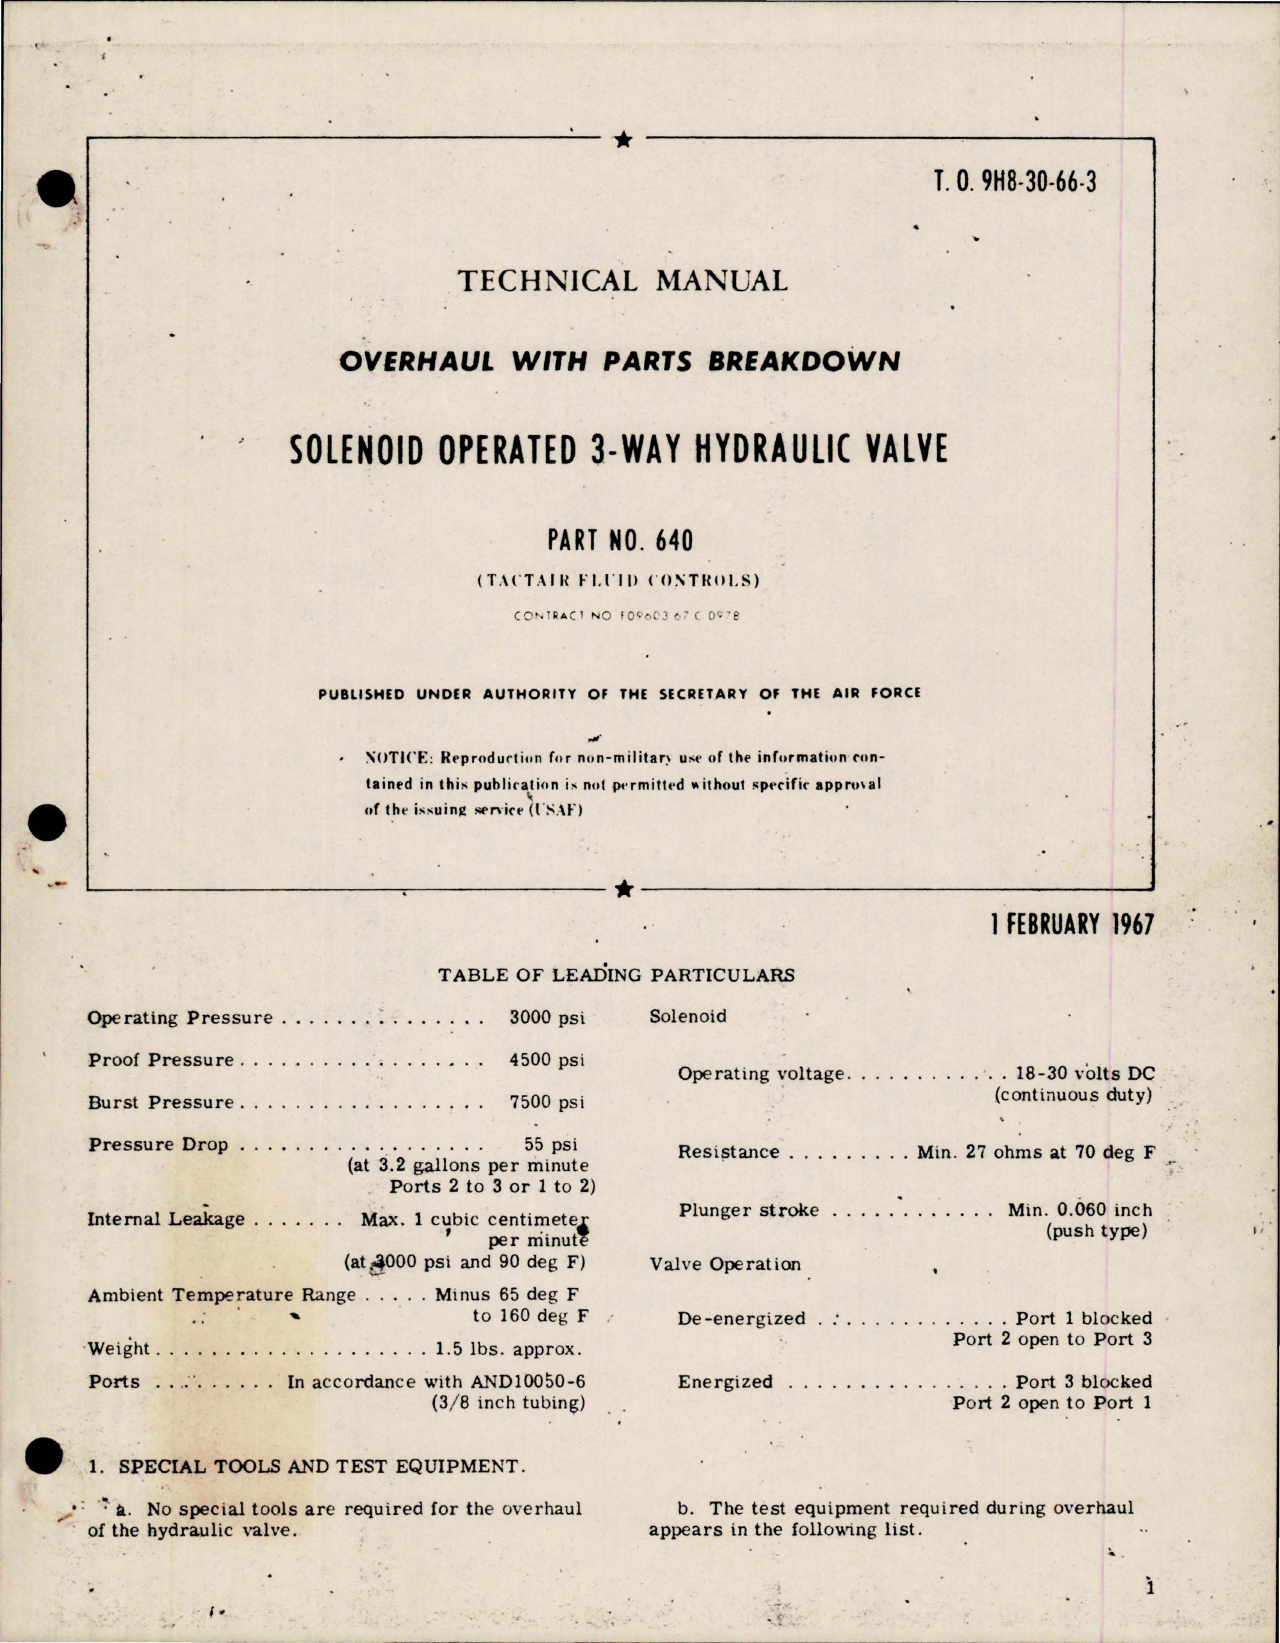 T. O. 9H8-30-66-3
TECHNICAL MANUAL
OVERHAUL WITH PARTS BREAKDOWN
SOLENOID OPERATED 3-WAY HYDRAULIC VALVE
PART NO. 640
(TACTAIR FLUID CONTROLS)
CONTRACT NO F09603 67 C 0978
PUBLISHED UNDER AUTHORITY OF THE SECRETARY OF THE AIR FORCE
NOTICE: Reproduction for non-military use of the information con-
tained in this publication is not permitted without specific approval
of the issuing service (USAF)
1 FEBRUARY 1967
TABLE OF LEADING PARTICULARS
Operating Pressure . . . . . . . . . . . . . . . 3000 psi
Proof Pressure . . . . . . . . . . . . . . . . . . 4500 psi
Burst Pressure . . . . . . . . . . . . . . . . . . 7500 psi
Pressure Drop . . . . . . . . . . . . . . . . . . 55 psi
(at 3.2 gallons per minute
Ports 2 to 3 or 1 to 2)
Internal Leakage . . . . . . . Max. 1 cubic centimeter
per minute
(at 3000 psi and 90 deg F)
Ambient Temperature Range . . . . . Minus 65 deg F
to 160 deg F
Weight . . . . . . . . . . . . . . . . . . . . 1.5 lbs. approx.
Ports . . . . . . . . . In accordance with AND10050-6
(3/8 inch tubing)
Solenoid
Operating voltage. . . . . . . . . . . . 18-30 volts DC
(continuous duty)
Resistance . . . . . . . . . Min. 27 ohms at 70 deg F
Plunger stroke . . . . . . . . . . . . Min. 0.060 inch
(push type)
Valve Operation
De-energized . . . . . . . . . . . . . . Port 1 blocked
Port 2 open to Port 3
Energized . . . . . . . . . . . . . . . . Port 3 blocked
Port 2 open to Port 1
1. SPECIAL TOOLS AND TEST EQUIPMENT.
a. No special tools are required for the overhaul
of the hydraulic valve.
b. The test equipment required during overhaul
appears in the following list.
1